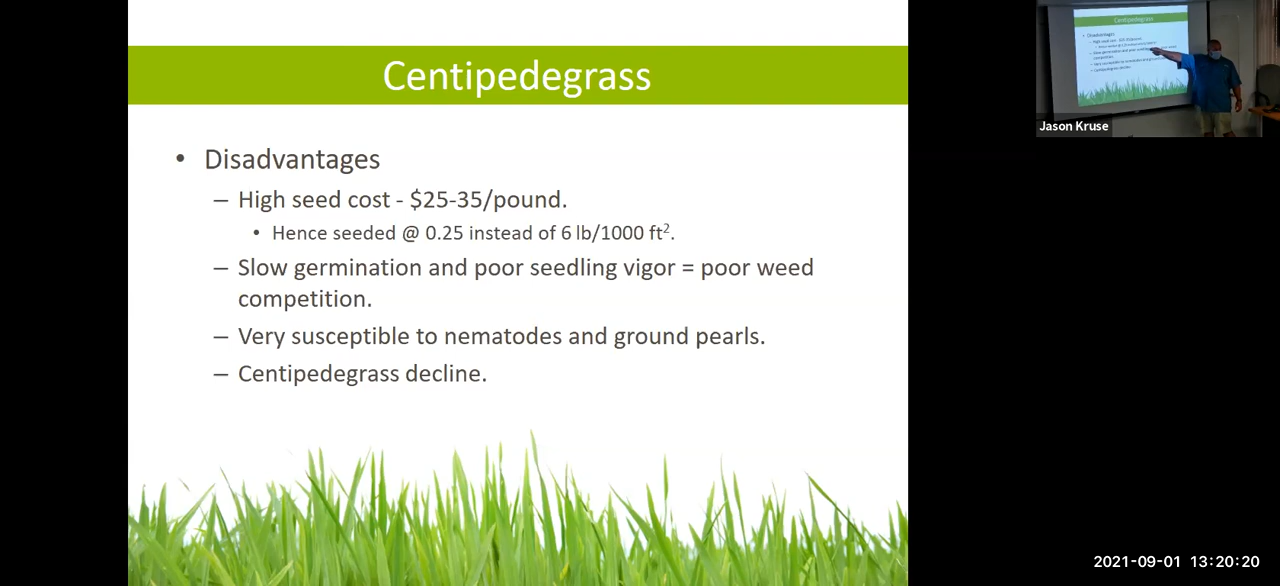 Centipedegrass
• Disadvantages
– High seed cost - $25-35/pound.
• Hence seeded @ 0.25 instead of 6 lb/1000 ft².
– Slow germination and poor seedling vigor = poor weed
competition.
– Very susceptible to nematodes and ground pearls.
– Centipedegrass decline.
Centipedegrass
Disadvantages
Jason Kruse
2021-09-01 13:20:20